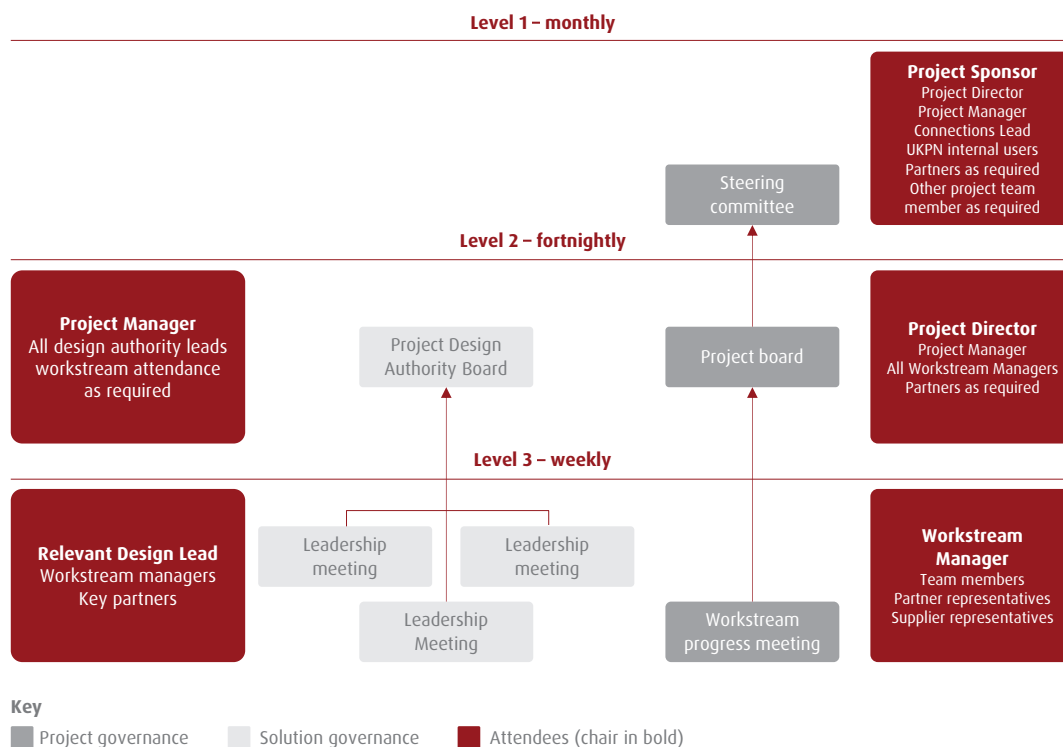 Level 1 – monthly
Project Sponsor
Project Director
Project Manager
Connections Lead
UKPN internal users
Partners as required
Other project team
member as required
Steering
committee
Level 2 – fortnightly
Project Manager
All design authority leads
workstream attendance
as required
Project Design
Authority Board
Project board
Project Director
Project Manager
All Workstream Managers
Partners as required
Level 3 – weekly
Relevant Design Lead
Workstream managers
Key partners
Leadership
meeting
Leadership
meeting
Leadership
Meeting
Workstream
progress meeting
Workstream
Manager
Team members
Partner representatives
Supplier representatives
Key
Project governance
Solution governance
Attendees (chair in bold)